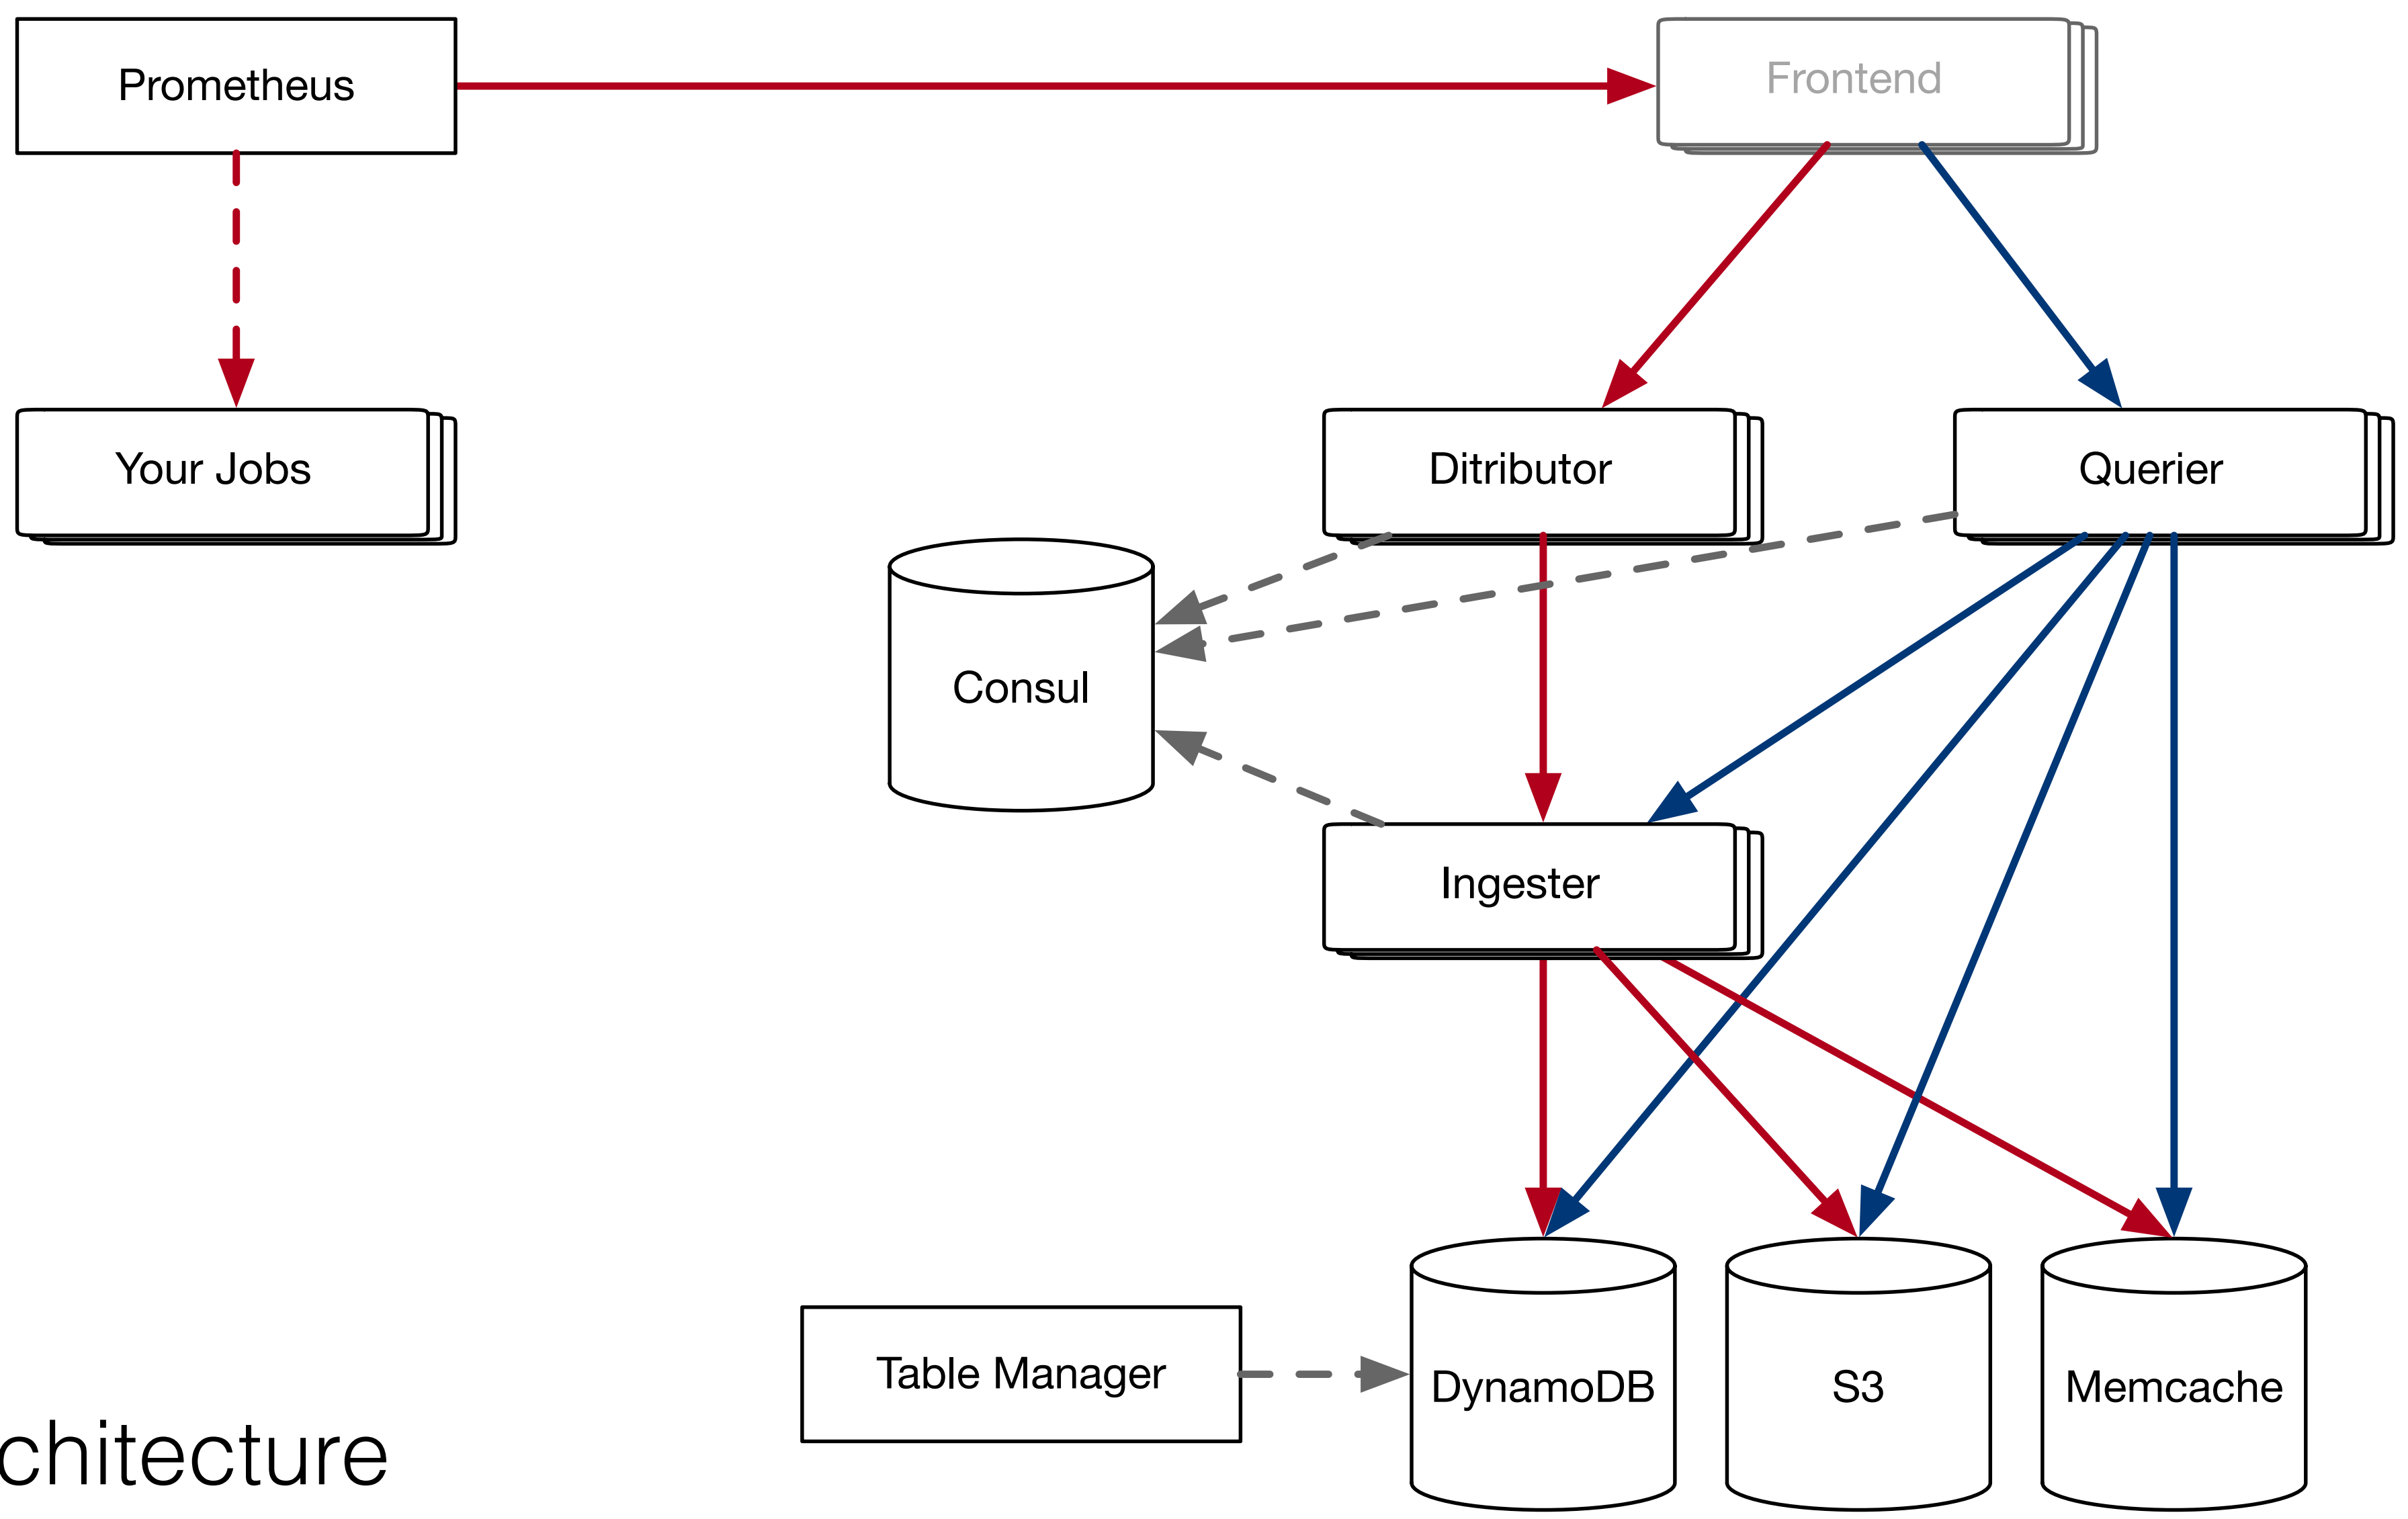 Prometheus
Frontend
Your Jobs
Ditributor
Querier
Consul
Ingester
Table Manager
DynamoDB
S3
Memcache
chitecture